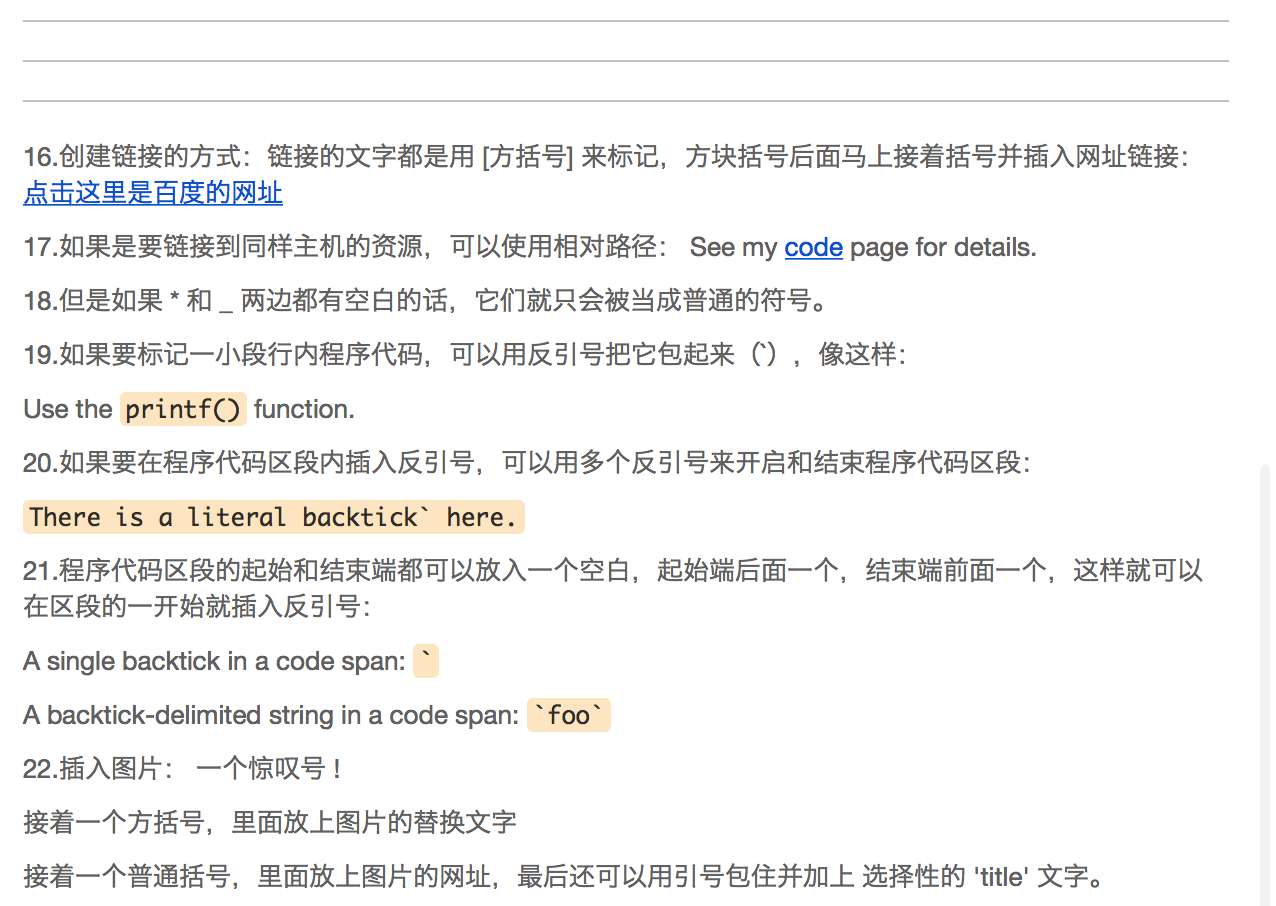 16.创建链接的方式：链接的文字都是用 [方括号] 来标记，方块括号后面马上接着括号并插入网址链接：
点击这里是百度的网址
17.如果是要链接到同样主机的资源，可以使用相对路径： See my code page for details.
18.但是如果 * 和 _ 两边都有空白的话，它们就只会被当成普通的符号。
19.如果要标记一小段行内程序代码，可以用反引号把它包起来（`），像这样：
Use the printf() function.
20.如果要在程序代码区段内插入反引号，可以用多个反引号来开启和结束程序代码区段：
There is a literal backtick` here.
21.程序代码区段的起始和结束端都可以放入一个空白，起始端后面一个，结束端前面一个，这样就可以
在区段的一开始就插入反引号：
A single backtick in a code span: `
A backtick-delimited string in a code span: `foo`
22.插入图片： 一个惊叹号 !
接着一个方括号，里面放上图片的替换文字
接着一个普通括号，里面放上图片的网址，最后还可以用引号包住并加上 选择性的 'title' 文字。